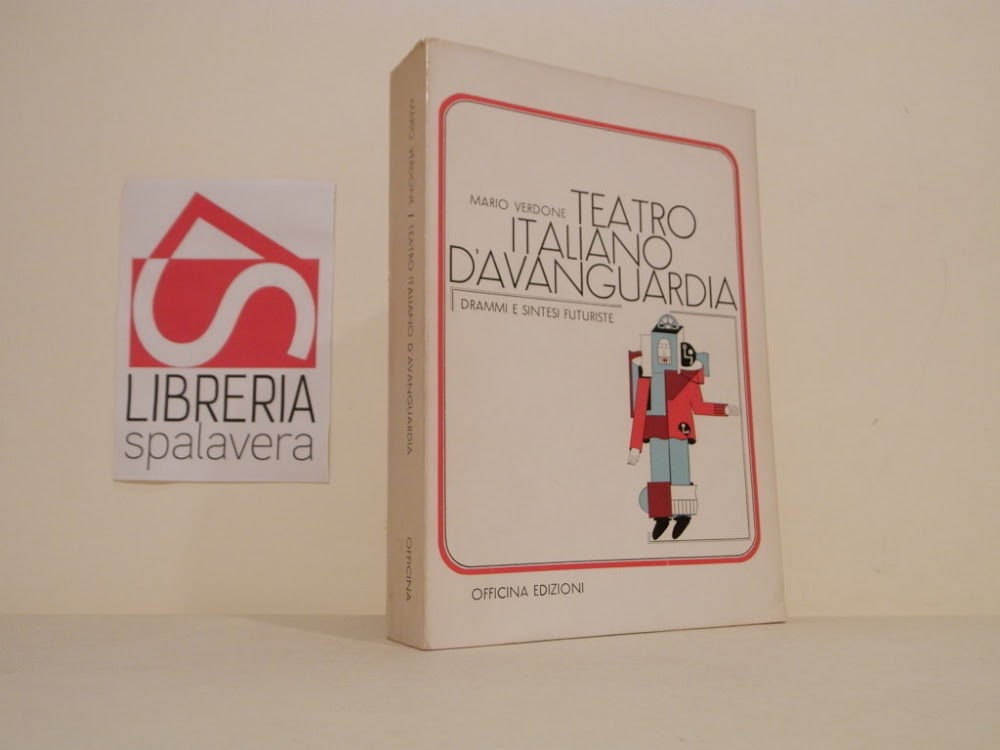 LIBRERIA
spalavera
MARIO VERDONE | TEATRO ITALIANO D'AVANGUARDIA
OFFICINA
MARIO VERDONE TEATRO
ITALIANO
D'AVANGUARDIA
DRAMMI E SINTESI FUTURISTE
OFFICINA EDIZIONI